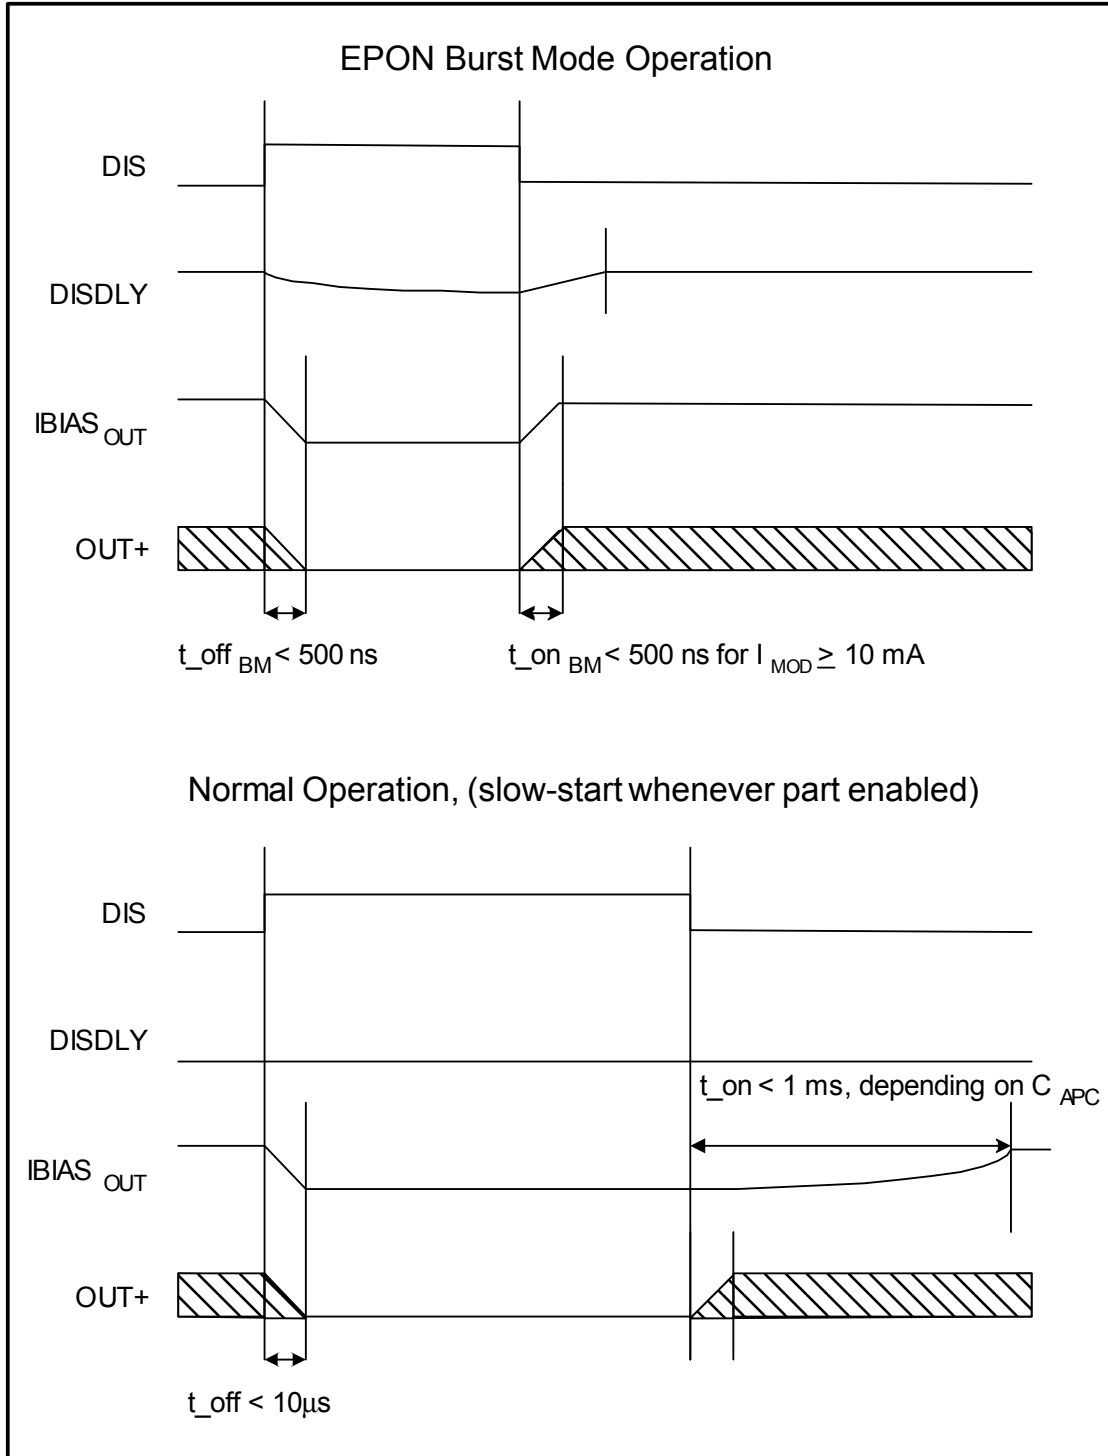 EPON Burst Mode Operation
DIS
DISDLY
IBIAS OUT
OUT+
t_off BM < 500 ns
t_on BM < 500 ns for I MOD ≥ 10 mA
Normal Operation, (slow-start whenever part enabled)
DIS
DISDLY
t_on < 1 ms, depending on C APC
IBIAS OUT
OUT+
t_off < 10μs